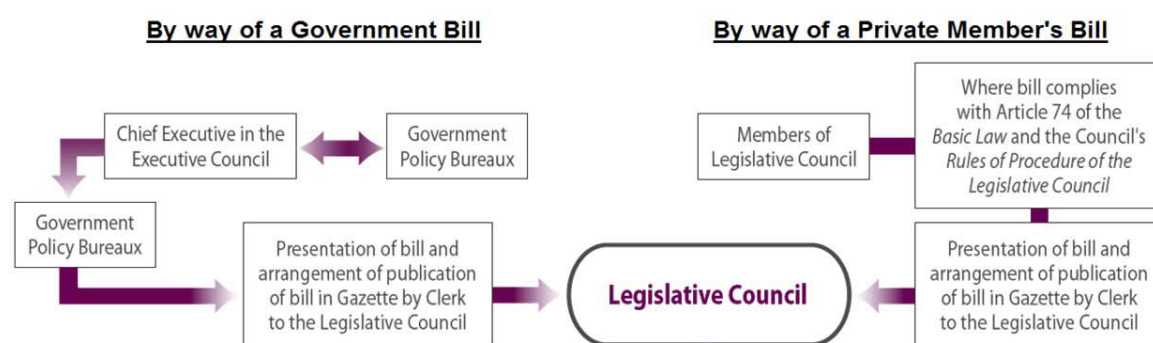 By way of a Government Bill
By way of a Private Member's Bill
Chief Executive in the
Executive Council
Government
Policy Bureaux
Government
Policy Bureaux
Presentation of bill and
arrangement of publication
of bill in Gazette by Clerk
to the Legislative Council
Legislative Council
Members of
Legislative Council
Where bill complies
with Article 74 of the
Basic Law and the Council's
Rules of Procedure of the
Legislative Council
Presentation of bill and
arrangement of publication
of bill in Gazette by Clerk
to the Legislative Council